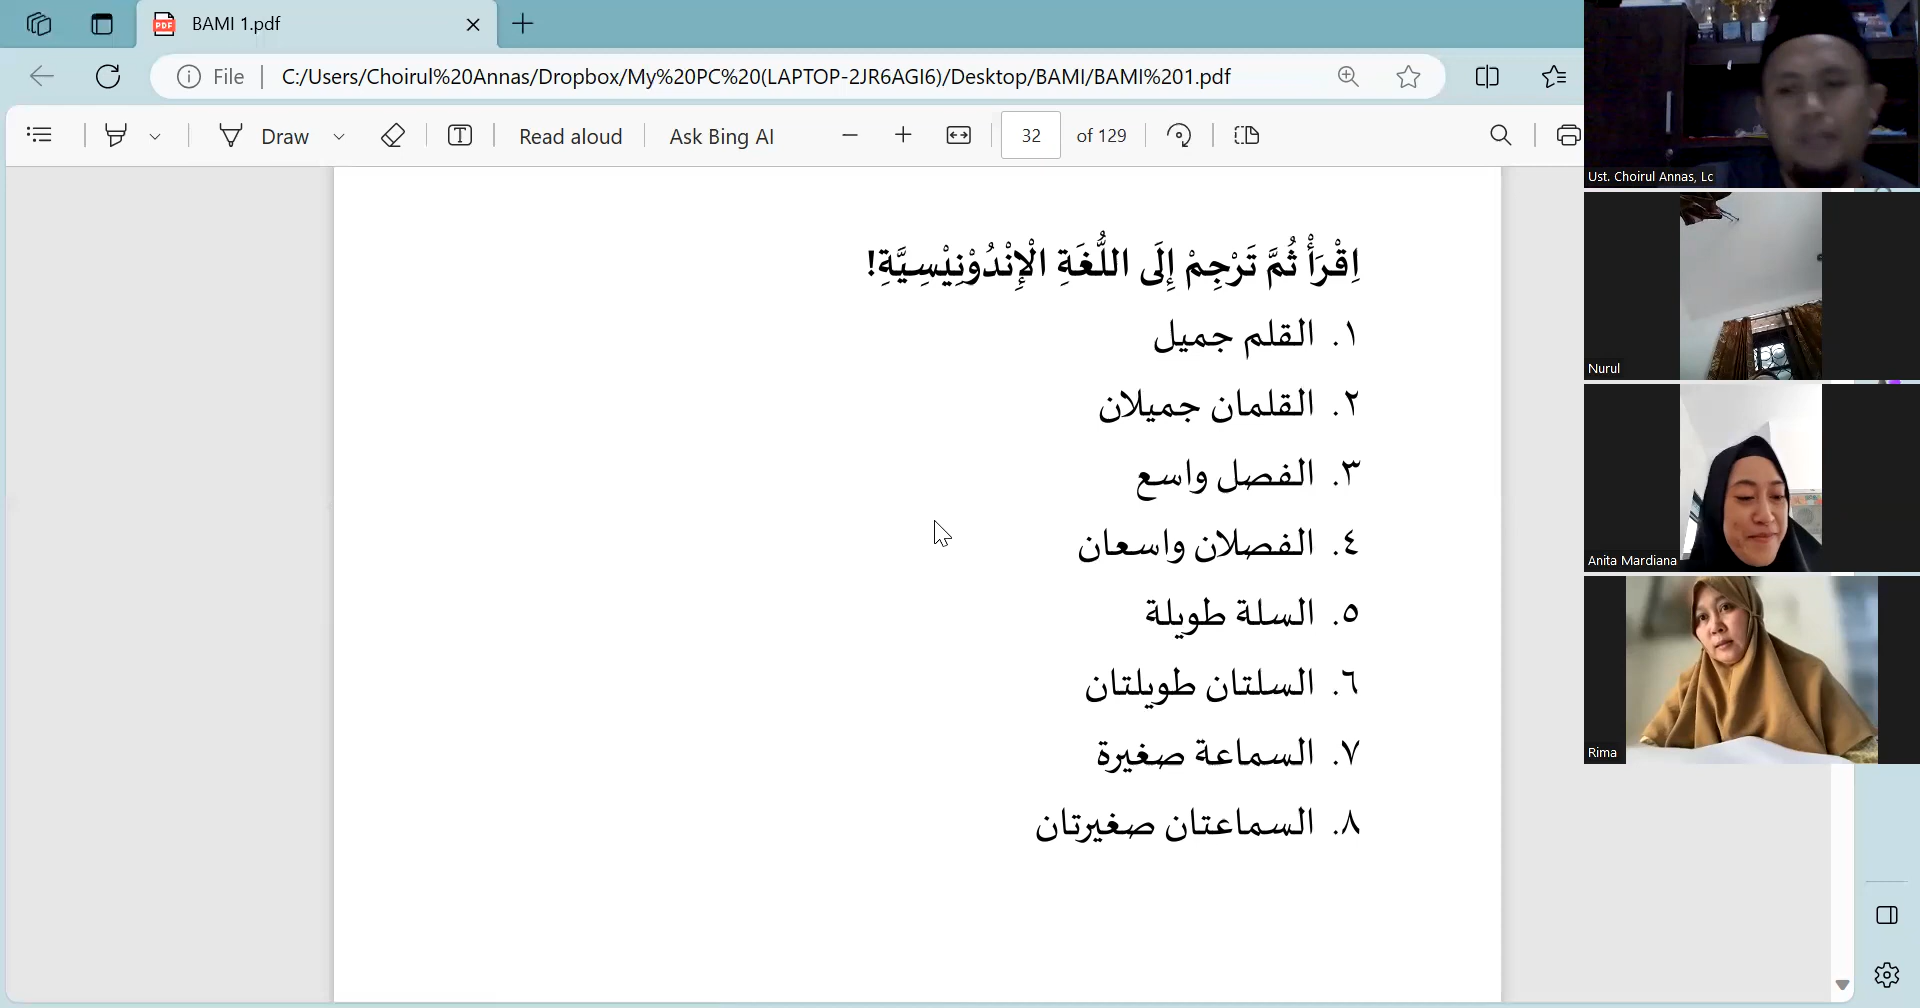 BAMI 1.pdf
File
C:/Users/Choirul%20Annas/Dropbox/My%20PC%20(LAPTOP-2JR6AGI6)/Desktop/BAMI/BAMI%201.pdf
Draw
Read aloud
Ask Bing AI
32 of 129
اِقْرَأْ ثُمَّ تَرْجِمْ إِلَى اللُّغَةِ الْإِنْدُوْنِيْسِيَّةِ!
١. القلم جميل
٢. القلمان جميلان
٣. الفصل واسع
٤. الفصلان واسعان
٥. السلة طويلة
٦. السلتان طويلتان
٧. السماعة صغيرة
٨. السماعتان صغيرتان
Ust. Choirul Annas, Lc
Nurul
Anita Mardiana
Rima